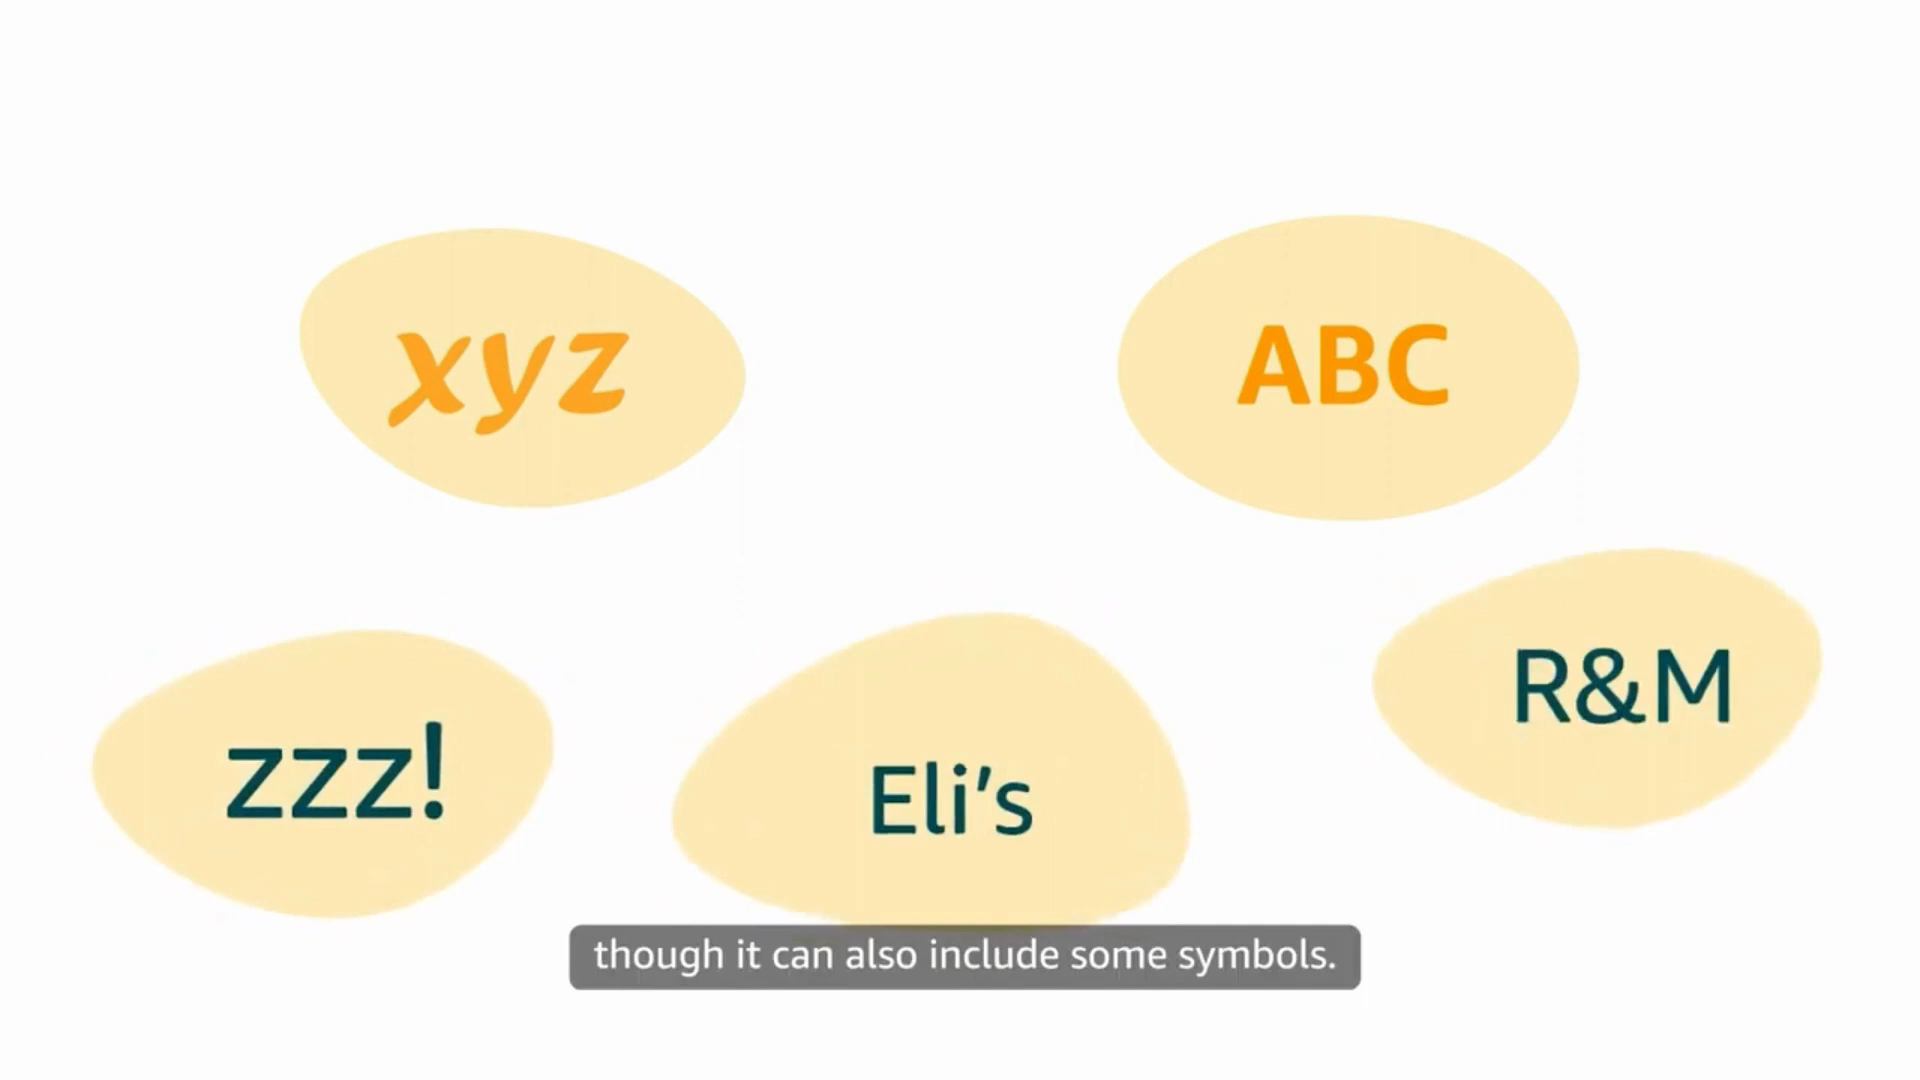 xyz
ABC
R&M
zzz!
Eli’s
though it can also include some symbols.